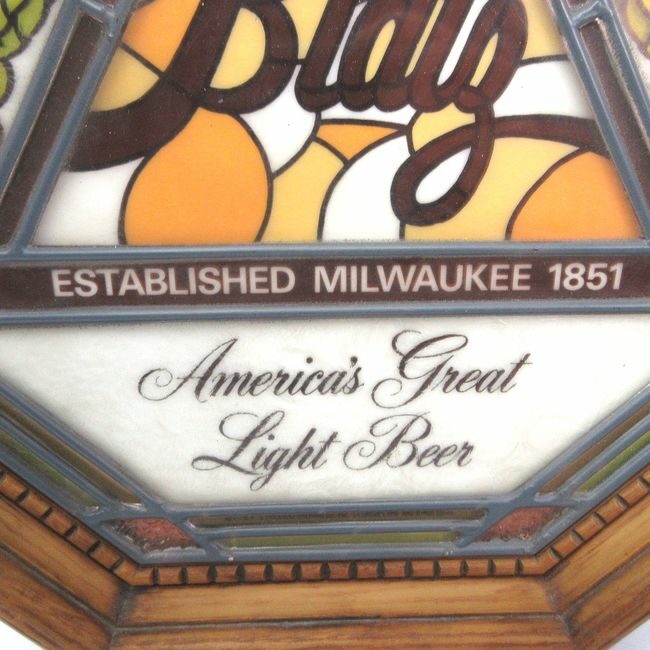 Blatz
ESTABLISHED MILWAUKEE 1851
America's Great
Light Beer